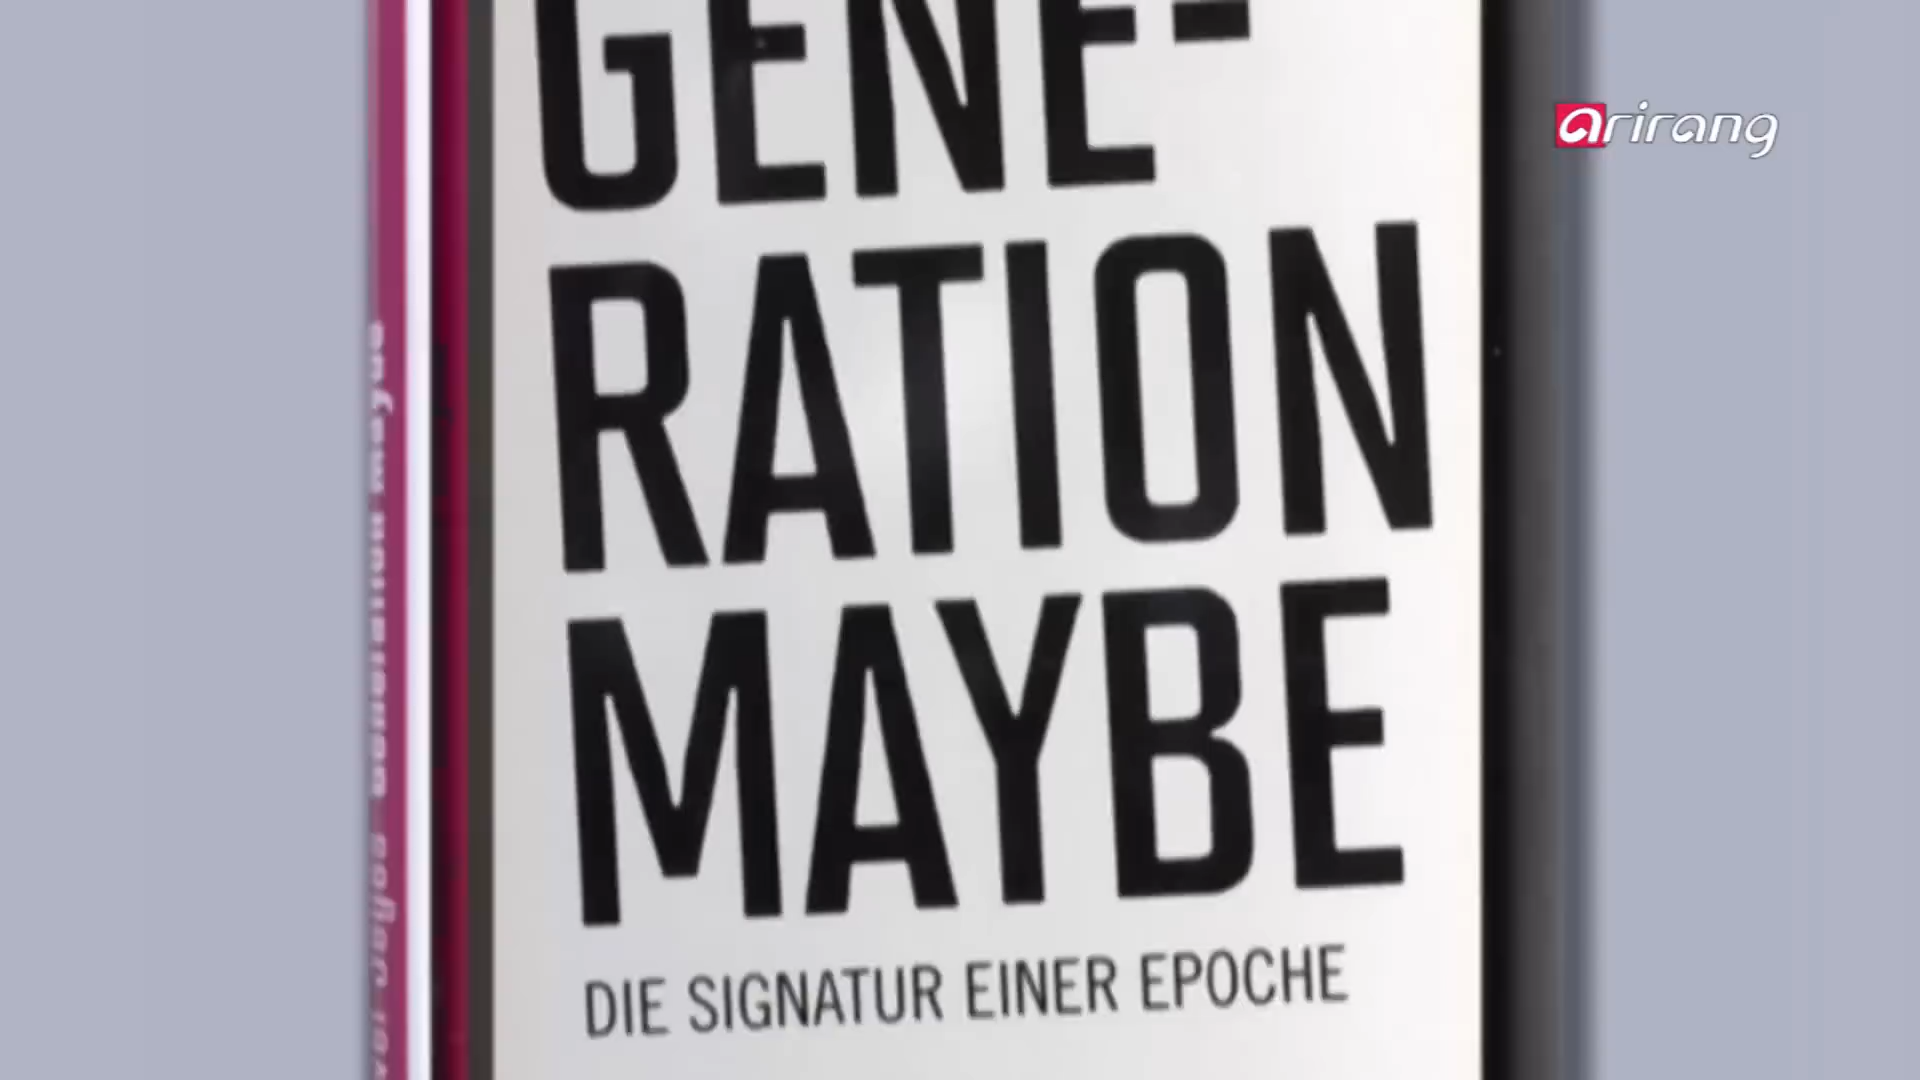 GENE-
RATION
MAYBE
DIE SIGNATUR EINER EPOCHE
arirang